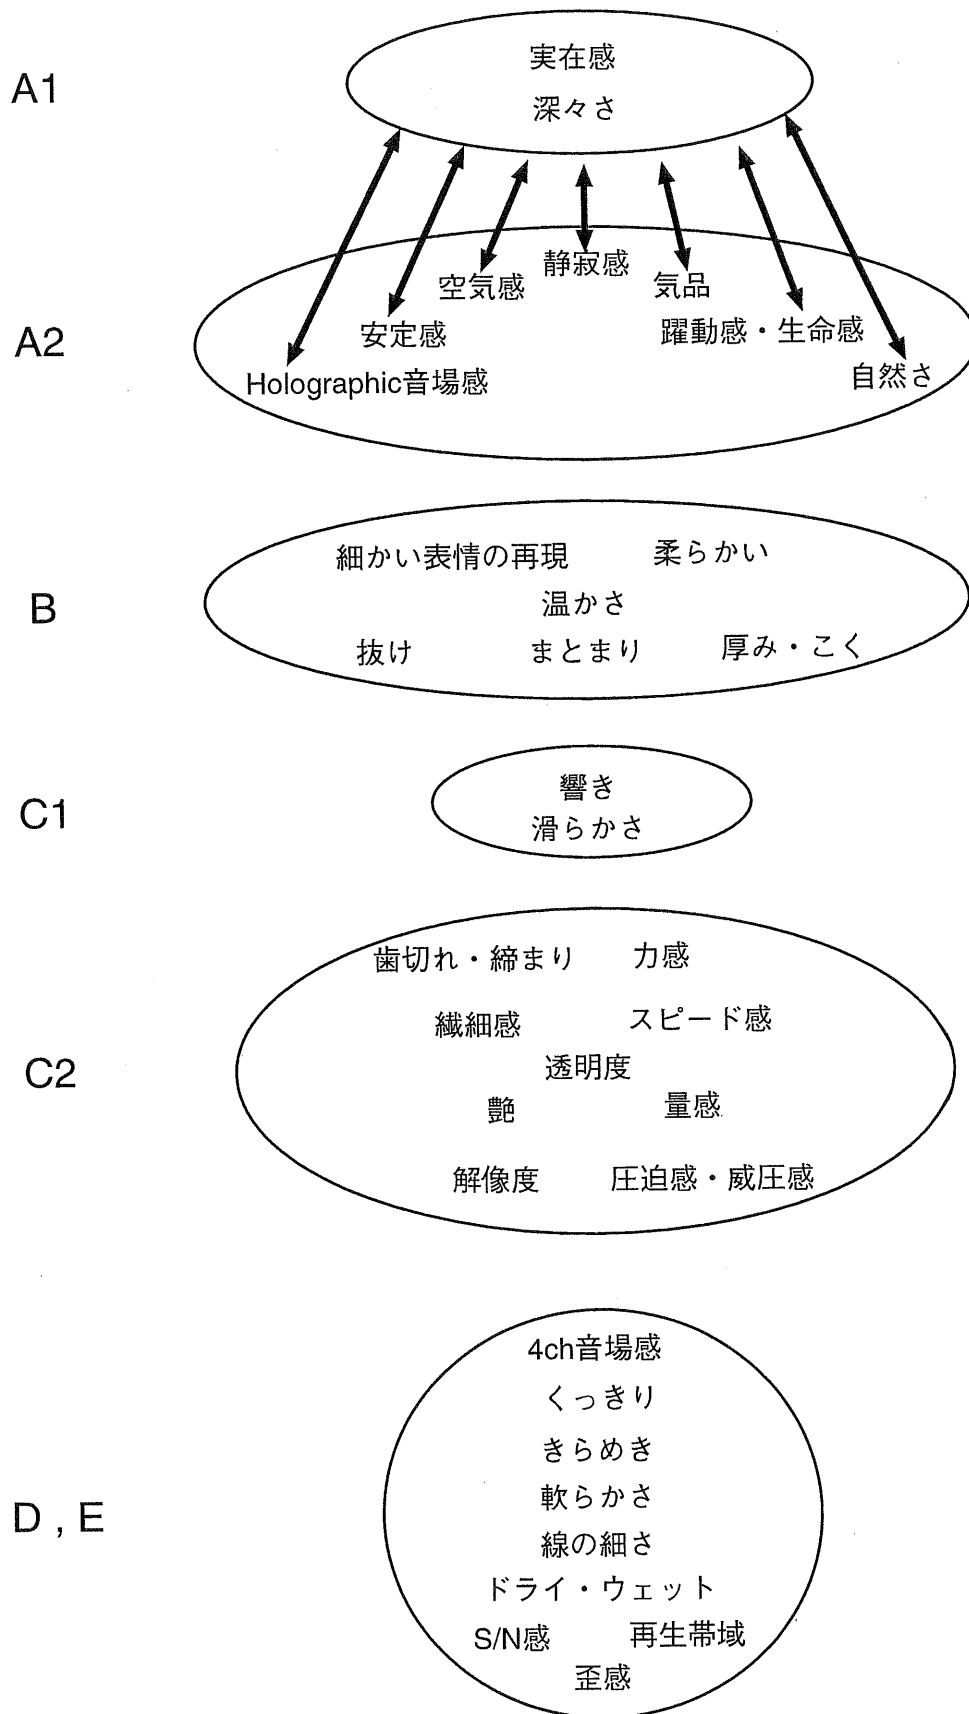 A1
実在感
深々さ
A2
静寂感
空気感
気品
安定感
躍動感・生命感
Holographic音場感
自然さ
B
細かい表情の再現
柔らかい
温かさ
抜け
まとまり
厚み・こく
C1
響き
滑らかさ
C2
歯切れ・締まり
力感
繊細感
スピード感
透明度
艶
量感
解像度
圧迫感・威圧感
D , E
4ch音場感
くっきり
きらめき
軟らかさ
線の細さ
ドライ・ウェット
S/N感
再生帯域
歪感